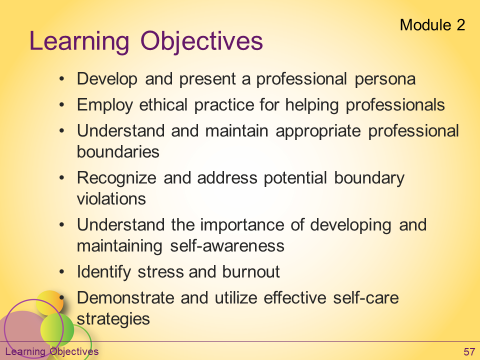 Module 2
Learning Objectives
• Develop and present a professional persona
• Employ ethical practice for helping professionals
• Understand and maintain appropriate professional
boundaries
• Recognize and address potential boundary
violations
• Understand the importance of developing and
maintaining self-awareness
• Identify stress and burnout
• Demonstrate and utilize effective self-care
strategies
Learning Objectives
57